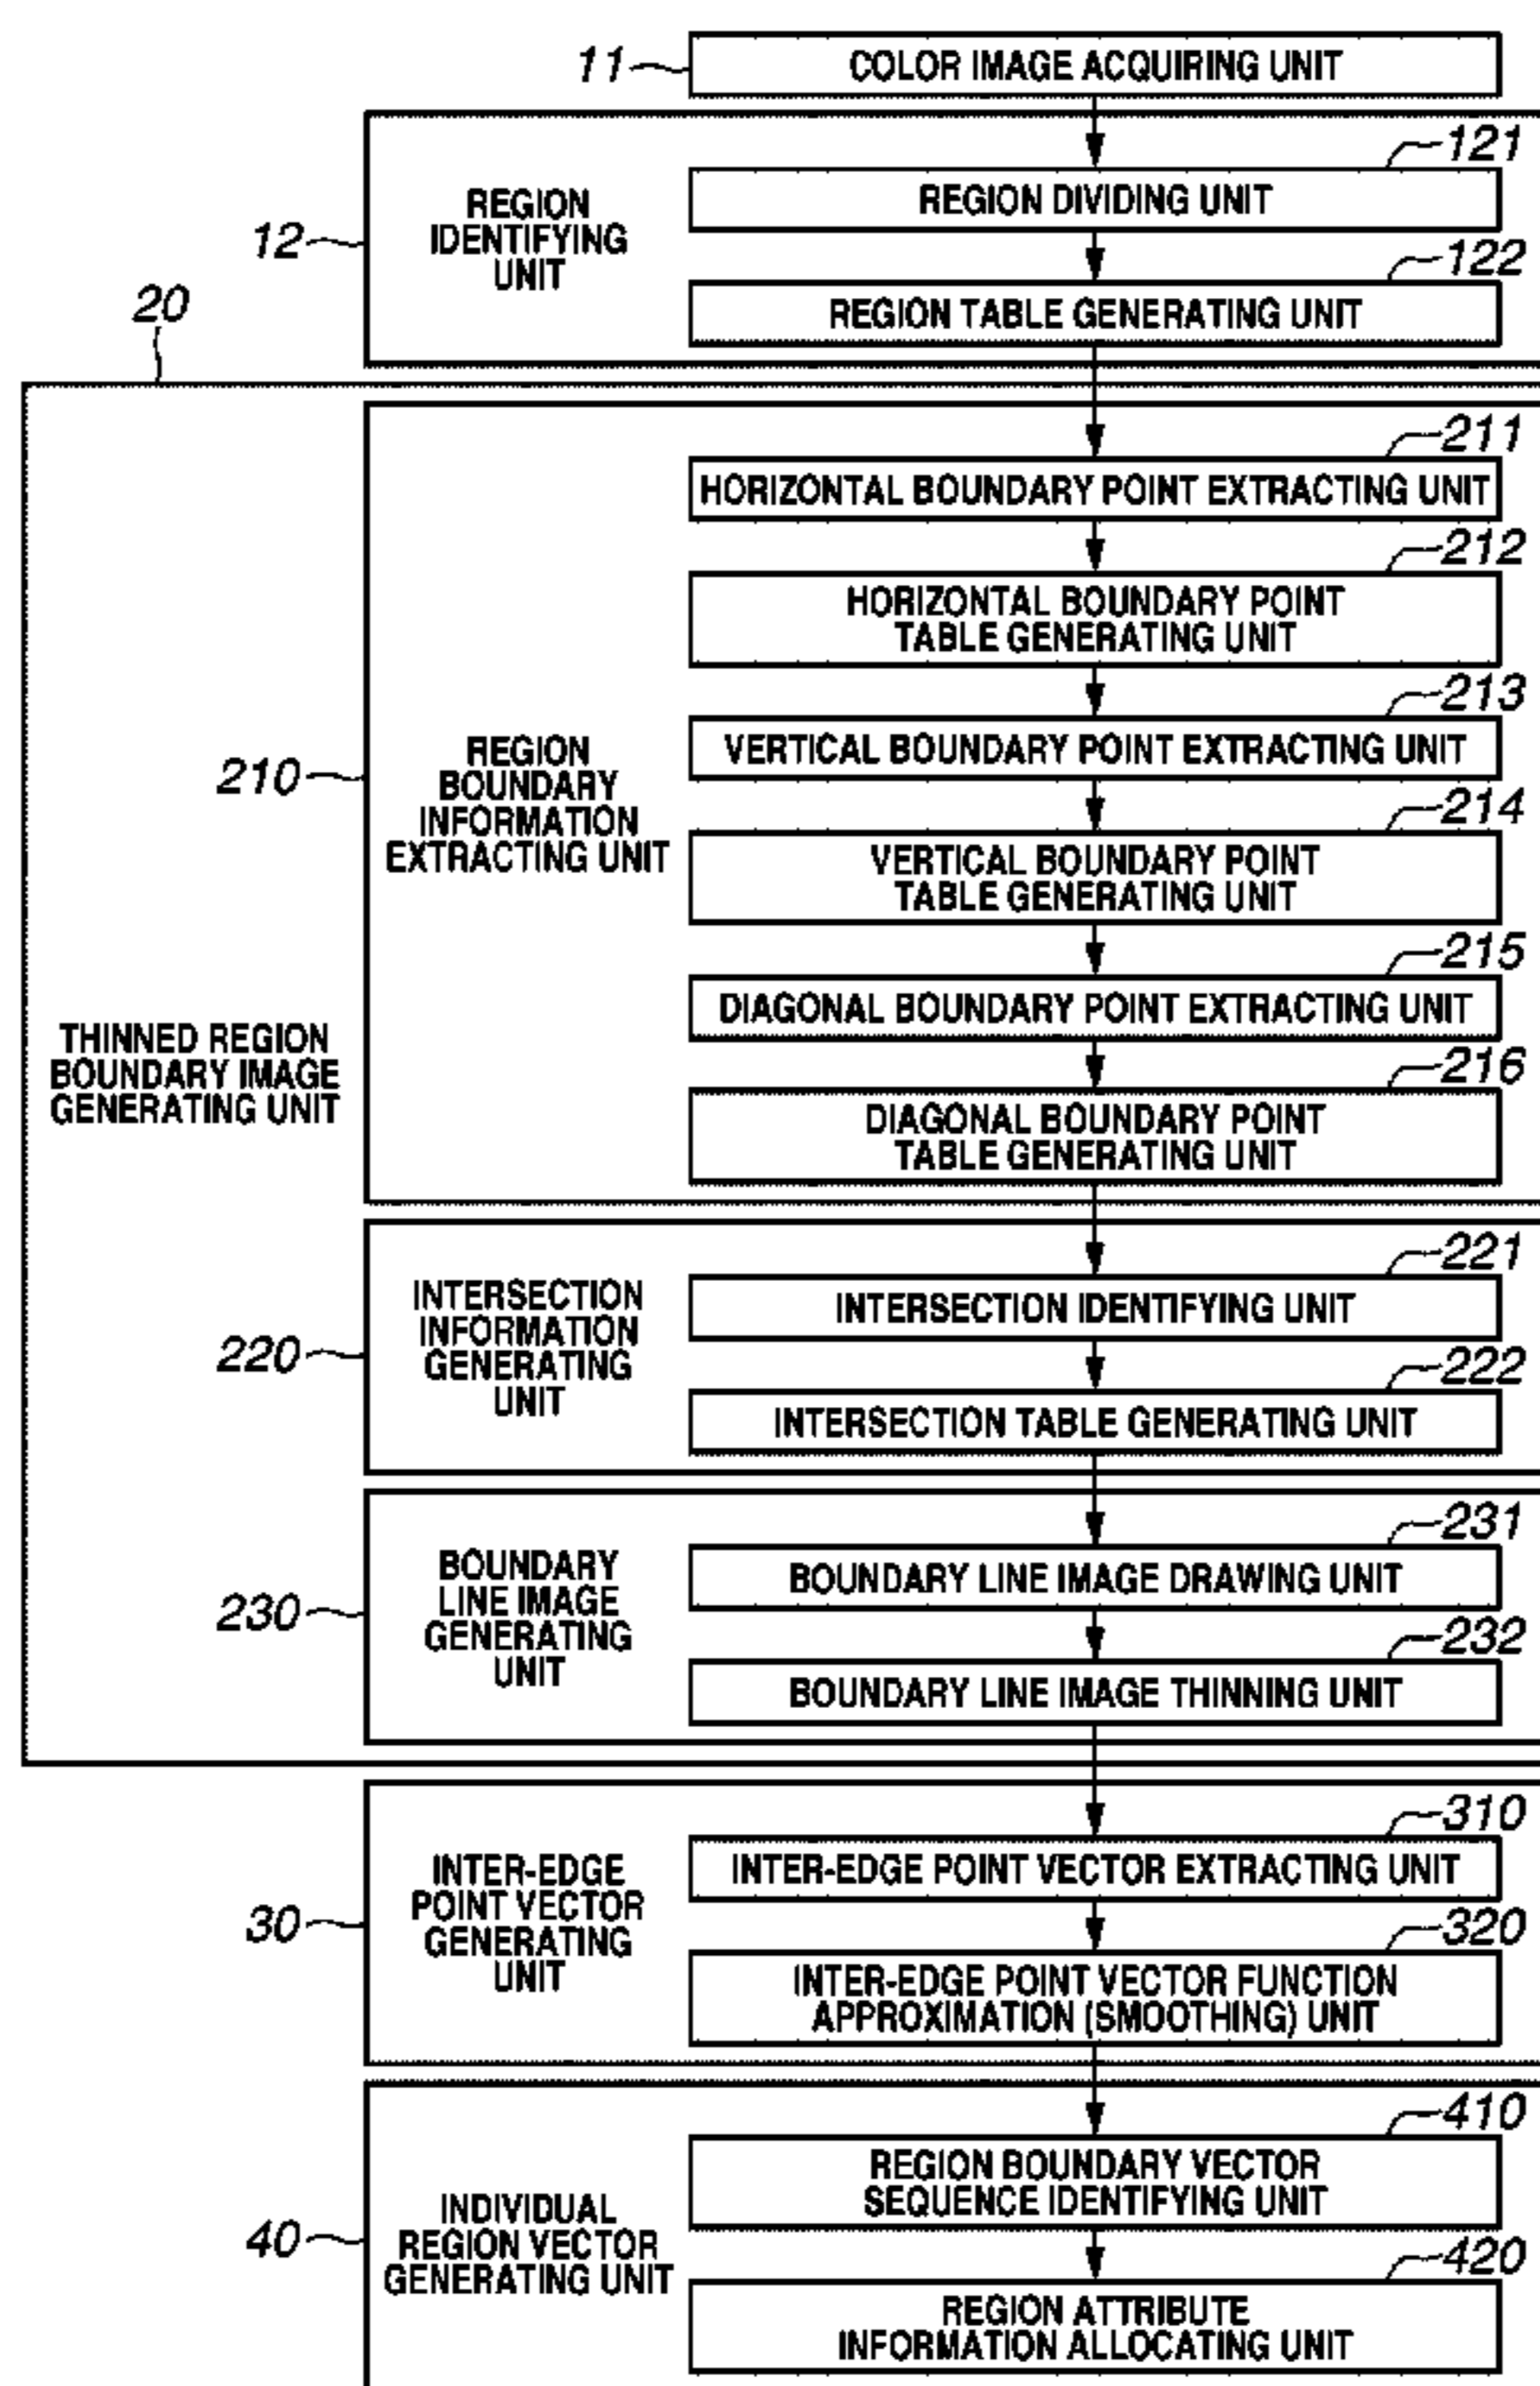 11
COLOR IMAGE ACQUIRING UNIT
121
REGION DIVIDING UNIT
12
REGION
IDENTIFYING
UNIT
122
REGION TABLE GENERATING UNIT
20
THINNED REGION
BOUNDARY IMAGE
GENERATING UNIT
210
REGION
BOUNDARY
INFORMATION
EXTRACTING UNIT
211
HORIZONTAL BOUNDARY POINT EXTRACTING UNIT
212
HORIZONTAL BOUNDARY POINT
TABLE GENERATING UNIT
213
VERTICAL BOUNDARY POINT EXTRACTING UNIT
214
VERTICAL BOUNDARY POINT
TABLE GENERATING UNIT
215
DIAGONAL BOUNDARY POINT EXTRACTING UNIT
216
DIAGONAL BOUNDARY POINT
TABLE GENERATING UNIT
220
INTERSECTION
INFORMATION
GENERATING
UNIT
221
INTERSECTION IDENTIFYING UNIT
222
INTERSECTION TABLE GENERATING UNIT
230
BOUNDARY
LINE IMAGE
GENERATING
UNIT
231
BOUNDARY LINE IMAGE DRAWING UNIT
232
BOUNDARY LINE IMAGE THINNING UNIT
30
INTER-EDGE
POINT VECTOR
GENERATING
UNIT
310
INTER-EDGE POINT VECTOR EXTRACTING UNIT
320
INTER-EDGE POINT VECTOR FUNCTION
APPROXIMATION (SMOOTHING) UNIT
40
INDIVIDUAL
REGION VECTOR
GENERATING UNIT
410
REGION BOUNDARY VECTOR
SEQUENCE IDENTIFYING UNIT
420
REGION ATTRIBUTE
INFORMATION ALLOCATING UNIT